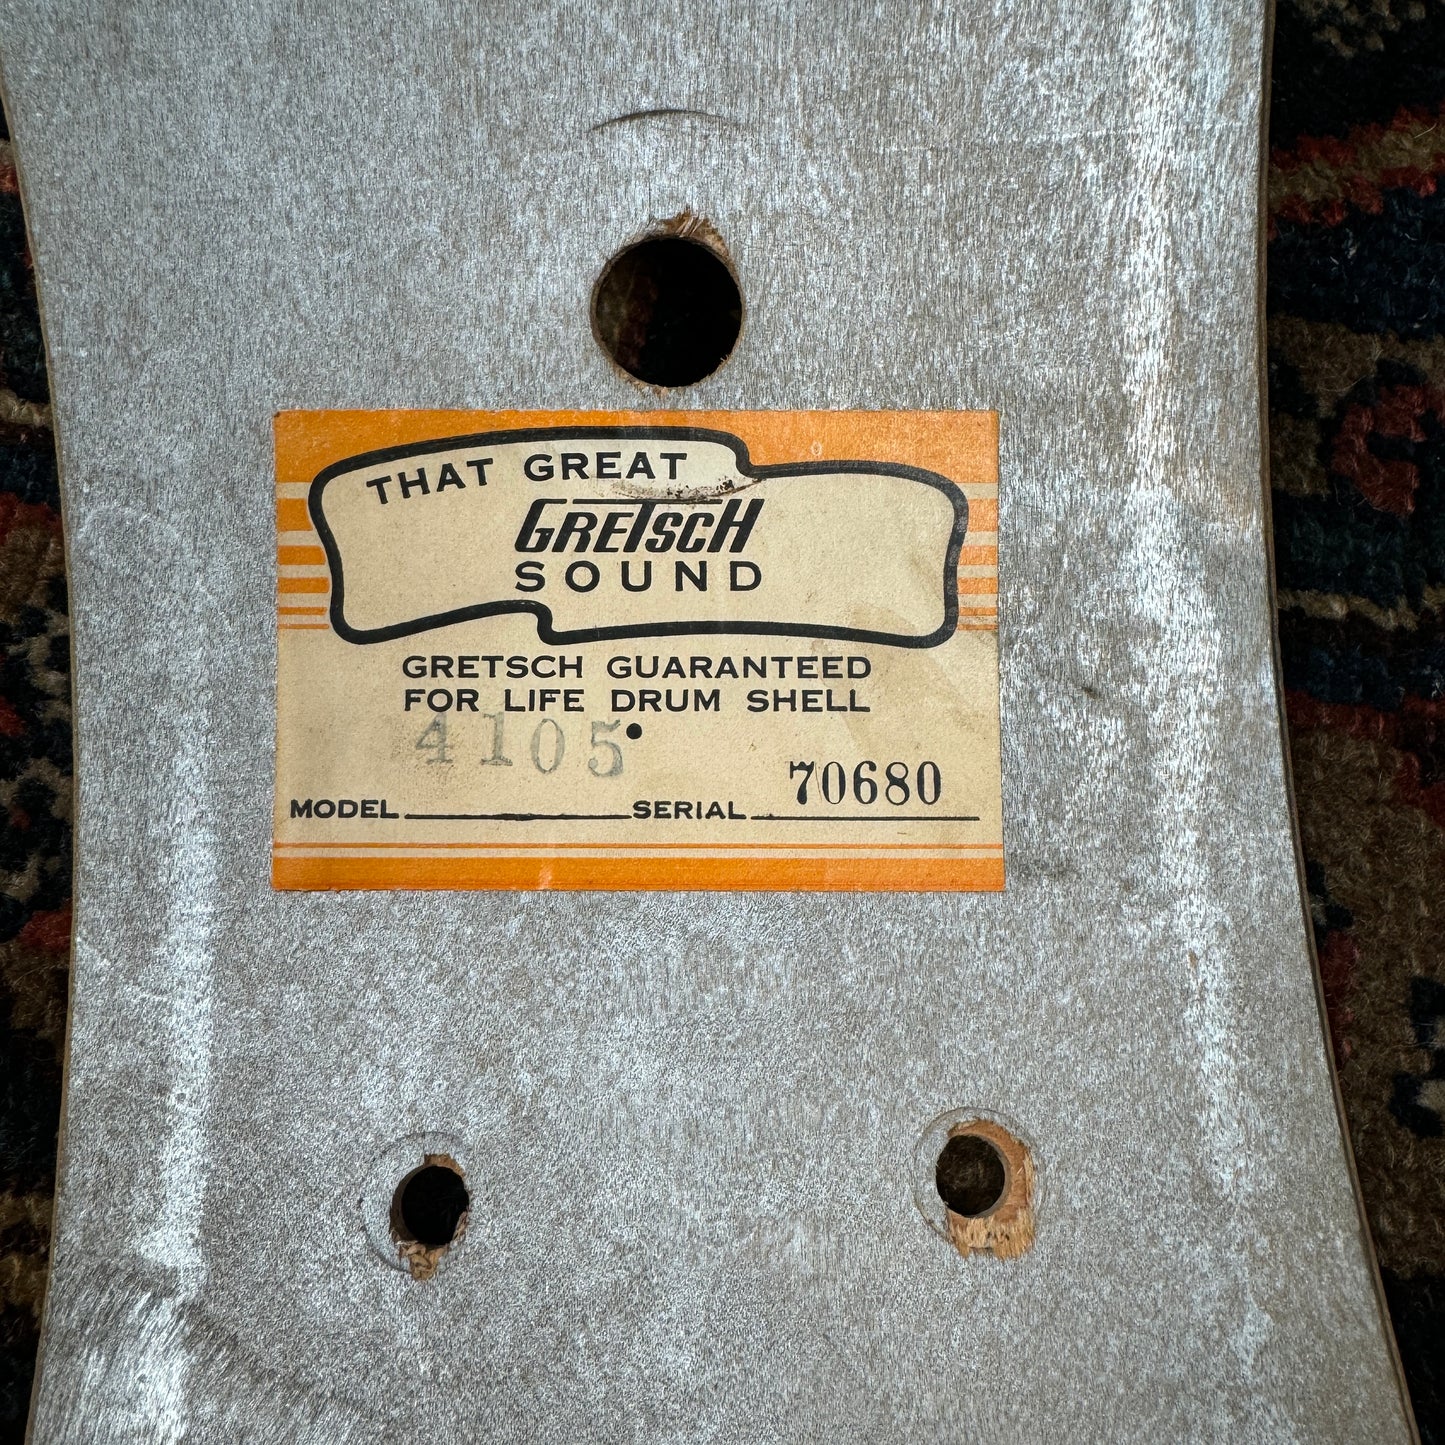 THAT GREAT
GRETSCH
SOUND
GRETSCH GUARANTEED
FOR LIFE DRUM SHELL
4105
70680
MODEL SERIAL